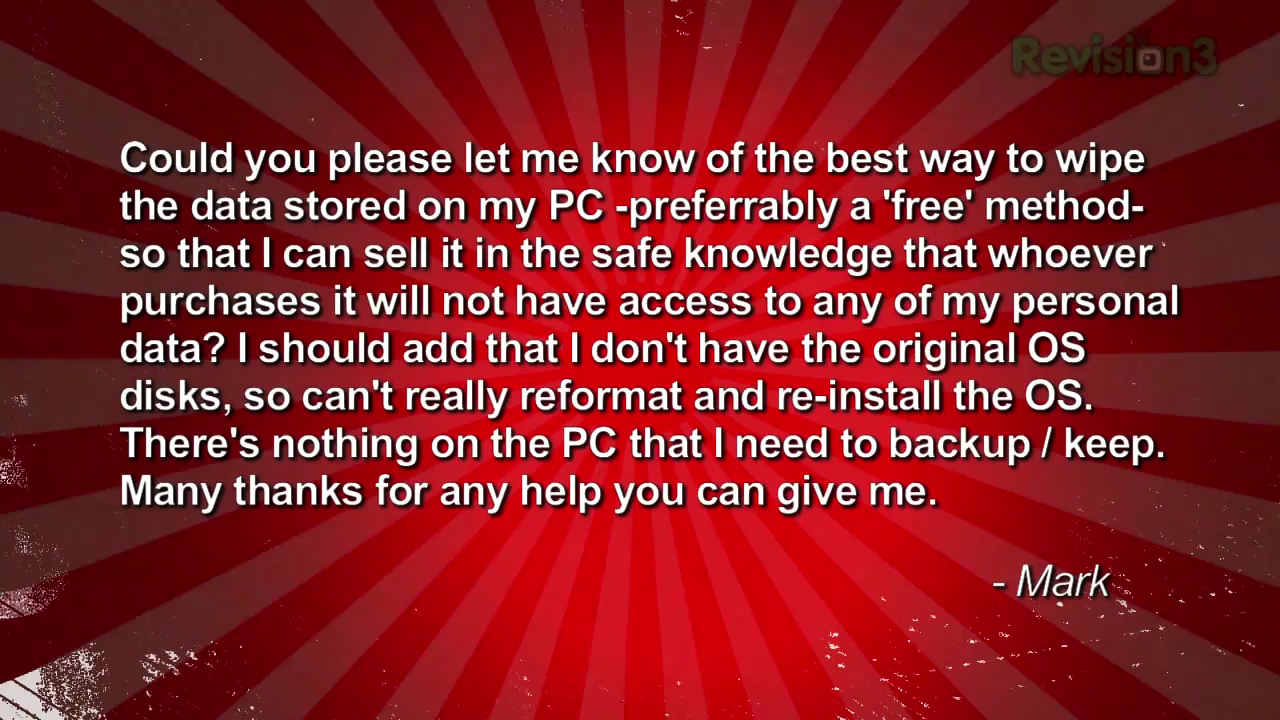 Revision3
Could you please let me know of the best way to wipe
the data stored on my PC -preferrably a 'free' method-
so that I can sell it in the safe knowledge that whoever
purchases it will not have access to any of my personal
data? I should add that I don't have the original OS
disks, so can't really reformat and re-install the OS.
There's nothing on the PC that I need to backup / keep.
Many thanks for any help you can give me.
- Mark